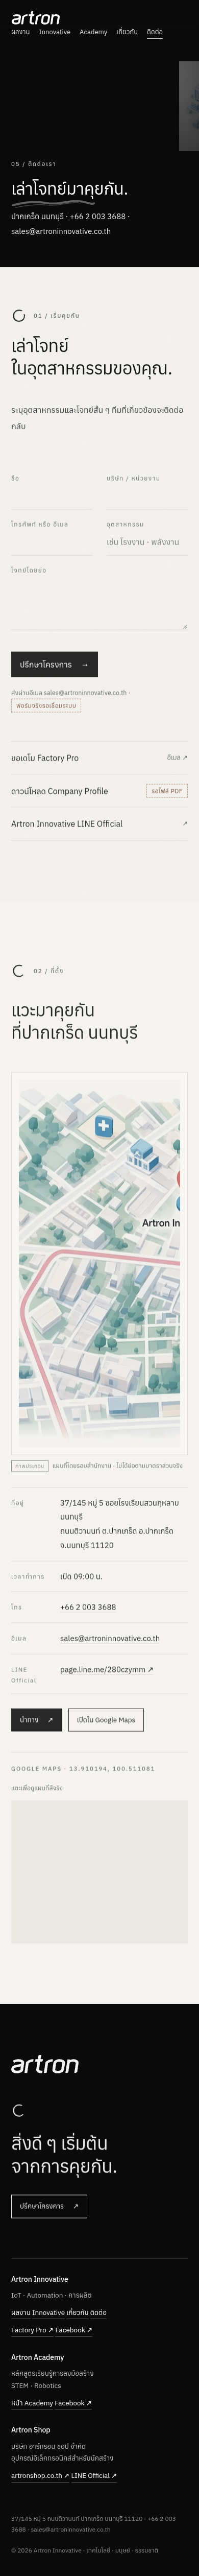 artron
ผลงาน Innovative Academy เกี่ยวกับ ติดต่อ
05 / ติดต่อเรา
เล่าโจทย์มาคุยกัน.
ปากเกร็ด นนทบุรี · +66 2 003 3688 ·
sales@artroninnovative.co.th
01 / เริ่มคุยกัน
เล่าโจทย์
ในอุตสาหกรรมของคุณ.
ระบุอุตสาหกรรมและโจทย์สั้น ๆ ทีมที่เกี่ยวข้องจะติดต่อ
กลับ
ชื่อ
บริษัท / หน่วยงาน
โทรศัพท์ หรือ อีเมล
อุตสาหกรรม
เช่น โรงงาน · พลังงาน
โจทย์โดยย่อ
ปรึกษาโครงการ →
ส่งผ่านอีเมล sales@artroninnovative.co.th ·
ฟอร์มจริงรอเชื่อมระบบ
ขอเดโม Factory Pro
อีเมล ↗
ดาวน์โหลด Company Profile
รอไฟล์ PDF
Artron Innovative LINE Official
↗
02 / ที่ตั้ง
แวะมาคุยกัน
ที่ปากเกร็ด นนทบุรี
Artron In
ภาพประกอบ แผนที่โดยรอบสำนักงาน · ไม่ได้ย่อตามมาตราส่วนจริง
ที่อยู่
37/145 หมู่ 5 ซอยโรงเรียนสวนกุหลาบ
นนทบุรี
ถนนติวานนท์ ต.ปากเกร็ด อ.ปากเกร็ด
จ.นนทบุรี 11120
เวลาทำการ
เปิด 09:00 น.
โทร
+66 2 003 3688
อีเมล
sales@artroninnovative.co.th
LINE
Official
page.line.me/280czymm ↗
นำทาง ↗
เปิดใน Google Maps
GOOGLE MAPS · 13.910194, 100.511081
แตะเพื่อดูแผนที่จริง
artron
สิ่งดี ๆ เริ่มต้น
จากการคุยกัน.
ปรึกษาโครงการ ↗
Artron Innovative
IoT · Automation · การผลิต
ผลงาน Innovative เกี่ยวกับ ติดต่อ
Factory Pro ↗ Facebook ↗
Artron Academy
หลักสูตรเรียนรู้การลงมือสร้าง
STEM · Robotics
หน้า Academy Facebook ↗
Artron Shop
บริษัท อาร์ทรอน ชอป จำกัด
อุปกรณ์อิเล็กทรอนิกส์สำหรับนักสร้าง
artronshop.co.th ↗ LINE Official ↗
37/145 หมู่ 5 ถนนติวานนท์ ปากเกร็ด นนทบุรี 11120 · +66 2 003
3688 · sales@artroninnovative.co.th
© 2026 Artron Innovative · เทคโนโลยี · มนุษย์ · ธรรมชาติ